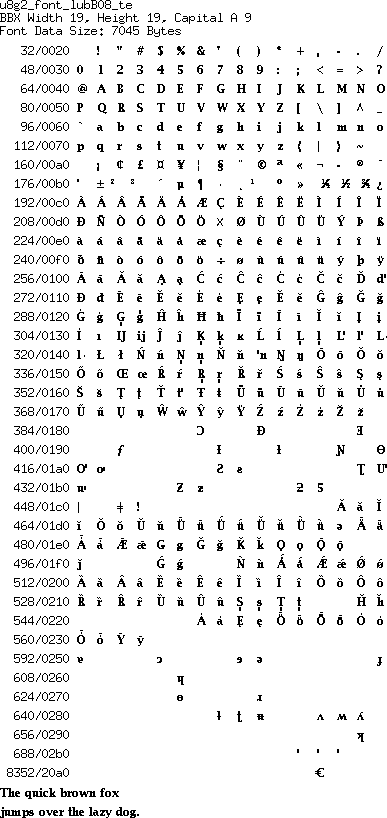 u8g2_font_lubB08_te
BBX Width 19, Height 19, Capital A 9
Font Data Size: 7045 Bytes
32/0020 ! " # $ % & ' ( ) * + , - . /
48/0030 0 1 2 3 4 5 6 7 8 9 : ; < = > ?
64/0040 @ A B C D E F G H I J K L M N O
80/0050 P Q R S T U V W X Y Z [ \ ] ^ _
96/0060 ` a b c d e f g h i j k l m n o
112/0070 p q r s t u v w x y z { | } ~
160/00a0 ¡ ¢ £ ¤ ¥ ¦ § ¨ © ª « ¬ - ® ¯
176/00b0 ° ± ² ³ ´ µ ¶ · ¸ ¹ º » ¼ ½ ¾ ¿
192/00c0 À Á Â Ã Ä Å Æ Ç È É Ê Ë Ì Í Î Ï
208/00d0 Ð Ñ Ò Ó Ô Õ Ö × Ø Ù Ú Û Ü Ý Þ ß
224/00e0 à á â ã ä å æ ç è é ê ë ì í î ï
240/00f0 ð ñ ò ó ô õ ö ÷ ø ù ú û ü ý þ ÿ
256/0100 Ā ā Ă ă Ą ą Ć ć Ĉ ĉ Ċ ċ Č č Ď ď
272/0110 Đ đ Ē ē Ĕ ĕ Ė ė Ę ę Ě ě Ĝ ĝ Ğ ğ
288/0120 Ġ ġ Ģ ģ Ĥ ĥ Ħ ħ Ĩ ĩ Ī ī Ĭ ĭ Į į
304/0130 İ ı Ĳ ĳ Ĵ ĵ Ķ ķ ĸ Ĺ ĺ Ļ ļ Ľ ľ Ŀ
320/0140 ŀ Ł ł Ń ń Ņ ņ Ň ň ŉ Ŋ ŋ Ō ō Ŏ ŏ
336/0150 Ő ő Œ œ Ŕ ŕ Ŗ ŗ Ř ř Ś ś Ŝ ŝ Ş ş
352/0160 Š š Ţ ţ Ť ť Ŧ ŧ Ũ ũ Ū ū Ŭ ŭ Ů ů
368/0170 Ű ű Ų ų Ŵ ŵ Ŷ ŷ Ÿ Ź ź Ż ż Ž ž
384/0180 Ɔ Ɖ Ǝ
400/0190 ƒ Ɨ ƚ Ɲ Ɵ
416/01a0 Ơ ơ Ƨ ƨ Ʈ Ư
432/01b0 ư Ƶ ƶ ƻ Ƽ
448/01c0 ǀ ǂ ǃ Ǎ ǎ Ǐ
464/01d0 ǐ Ǒ ǒ Ǔ ǔ Ǖ ǖ Ǘ ǘ Ǚ ǚ Ǜ ǜ ǝ Ǟ ǟ
480/01e0 Ǡ ǡ Ǣ ǣ Ǥ ǥ Ǧ ǧ Ǩ ǩ Ǫ ǫ Ǭ ǭ
496/01f0 ǰ Ǵ ǵ Ǹ ǹ Ǻ ǻ Ǽ ǽ Ǿ ǿ
512/0200 Ȁ ȁ Ȃ ȃ Ȅ ȅ Ȇ ȇ Ȉ ȉ Ȋ ȋ Ȍ ȍ Ȏ ȏ
528/0210 Ȑ ȑ Ȓ ȓ Ȕ ȕ Ȗ ȗ Ș ș Ț ț Ȟ ȟ
544/0220 Ȧ ȧ Ȩ ȩ Ȫ ȫ Ȭ ȭ Ȯ ȯ
560/0230 Ȱ ȱ Ȳ ȳ
592/0250 ɐ ɔ ɘ ə ɟ
608/0260 ɥ
624/0270 ɵ ɹ
640/0280 ʇ ʈ ʉ ʌ ʍ ʎ
656/0290 ʞ
688/02b0 ʻ ʼ ʽ
8352/20a0 €
The quick brown fox
jumps over the lazy dog.